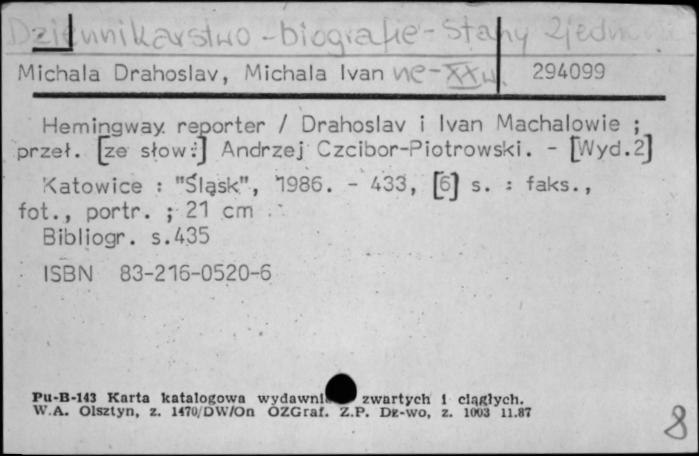 Dziennikarstwo - biografie - Stany Zjednoczone - XX w.
Michala Drahoslav, Michala Ivan 294099
Hemingway reporter / Drahoslav i Ivan Machalowie ;
przeł. [ze słow.] Andrzej Czcibor-Piotrowski. - [Wyd.2]
Katowice : "Śląsk", 1986. - 433, [6] s. : faks.,
fot., portr. ; 21 cm
Bibliogr. s.435
ISBN 83-216-0520-6
Pu-B-143 Karta katalogowa zwartych i ciągłych.
W.A. Olsztyn, z. 1470/DW/On OZGraf. Z.P. Dz-wo, z. 1003 11.87
8